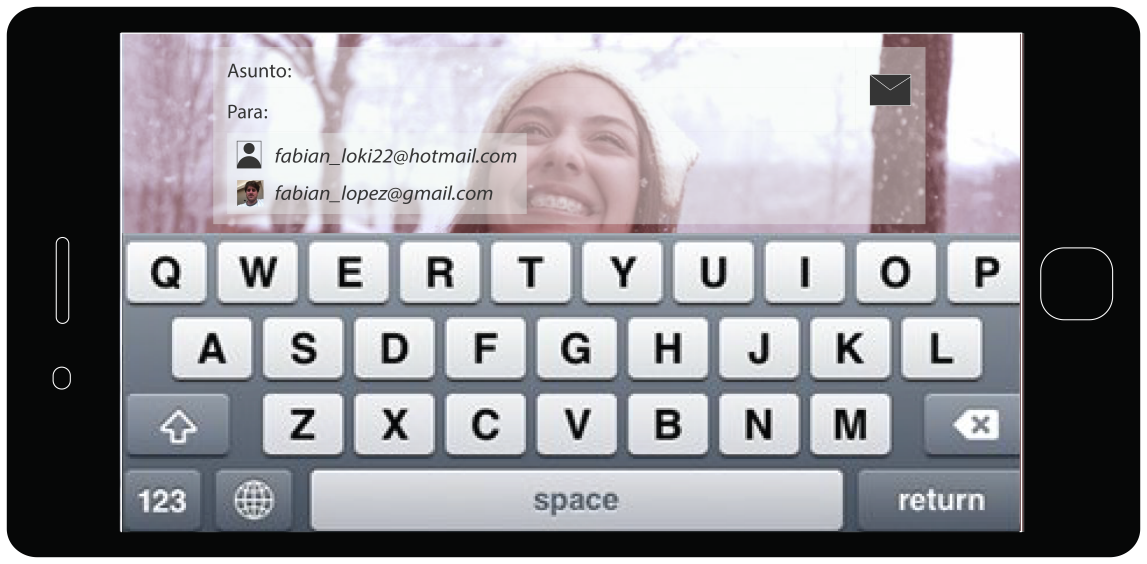 Asunto:
Para:
fabian_loki22@hotmail.com
fabian_lopez@gmail.com
Q W E R T Y U I O P
A S D F G H J K L
Z X C V B N M
123 space return